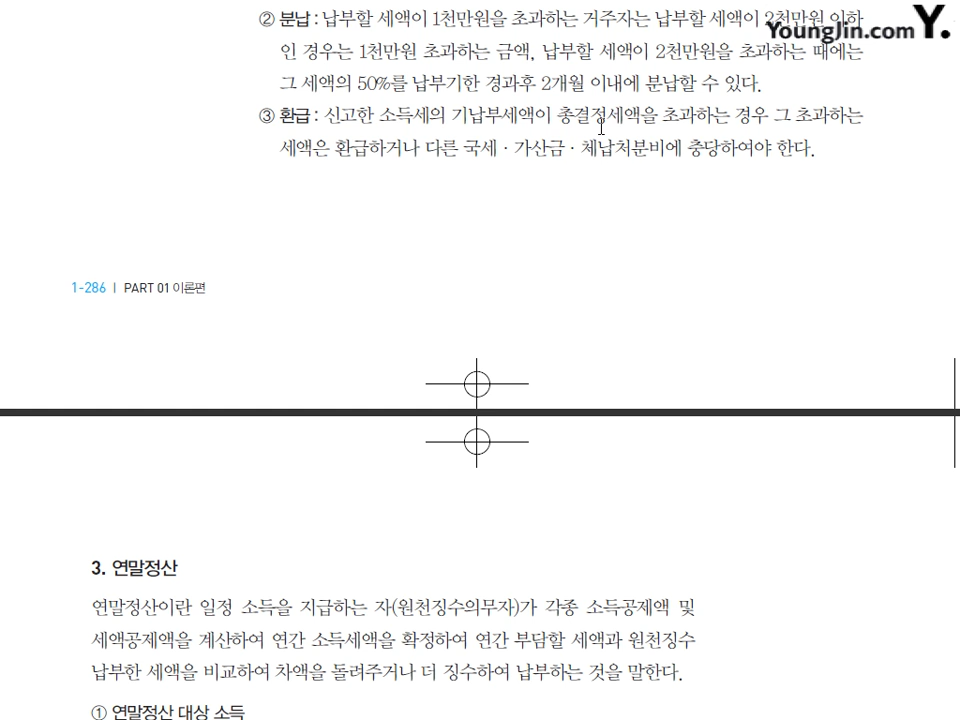 ② 분납 : 납부할 세액이 1천만원을 초과하는 거주자는 납부할 세액이 2천만원 이하
YoungJin.com Y.
인 경우는 1천만원 초과하는 금액, 납부할 세액이 2천만원을 초과하는 때에는
그 세액의 50%를 납부기한 경과후 2개월 이내에 분납할 수 있다.
③ 환급 : 신고한 소득세의 기납부세액이 총결정세액을 초과하는 경우 그 초과하는
세액은 환급하거나 다른 국세 · 가산금 · 체납처분비에 충당하여야 한다.
1-286 | PART 01 이론편
3. 연말정산
연말정산이란 일정 소득을 지급하는 자(원천징수의무자)가 각종 소득공제액 및
세액공제액을 계산하여 연간 소득세액을 확정하여 연간 부담할 세액과 원천징수
납부한 세액을 비교하여 차액을 돌려주거나 더 징수하여 납부하는 것을 말한다.
① 연말정산 대상 소득